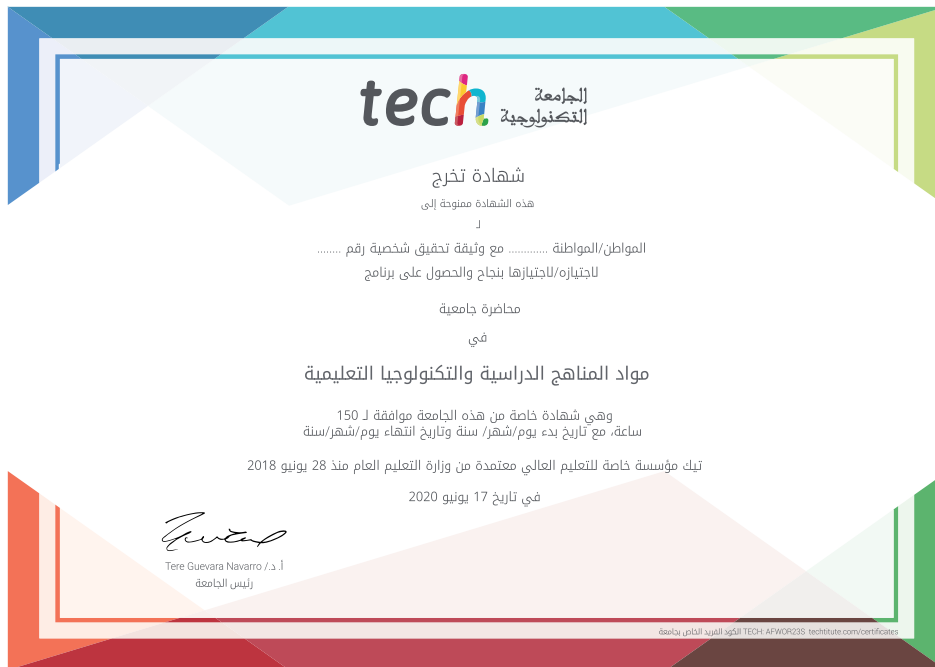 tech الجامعة
التكنولوجية
شهادة تخرج
هذه الشهادة ممنوحة إلى
لـ
المواطن/المواطنة ............. مع وثيقة تحقيق شخصية رقم ........
لاجتيازه/لاجتيازها بنجاح والحصول على برنامج
محاضرة جامعية
في
مواد المناهج الدراسية والتكنولوجيا التعليمية
وهي شهادة خاصة من هذه الجامعة موافقة لـ 150
ساعة، مع تاريخ بدء يوم/شهر/ سنة وتاريخ انتهاء يوم/شهر/سنة
تيك مؤسسة خاصة للتعليم العالي معتمدة من وزارة التعليم العام منذ 28 يونيو 2018
في تاريخ 17 يونيو 2020
أ. د./ Tere Guevara Navarro
رئيس الجامعة
الكود الفريد الخاص بجامعة TECH: AFWOR23S techtitute.com/certificates